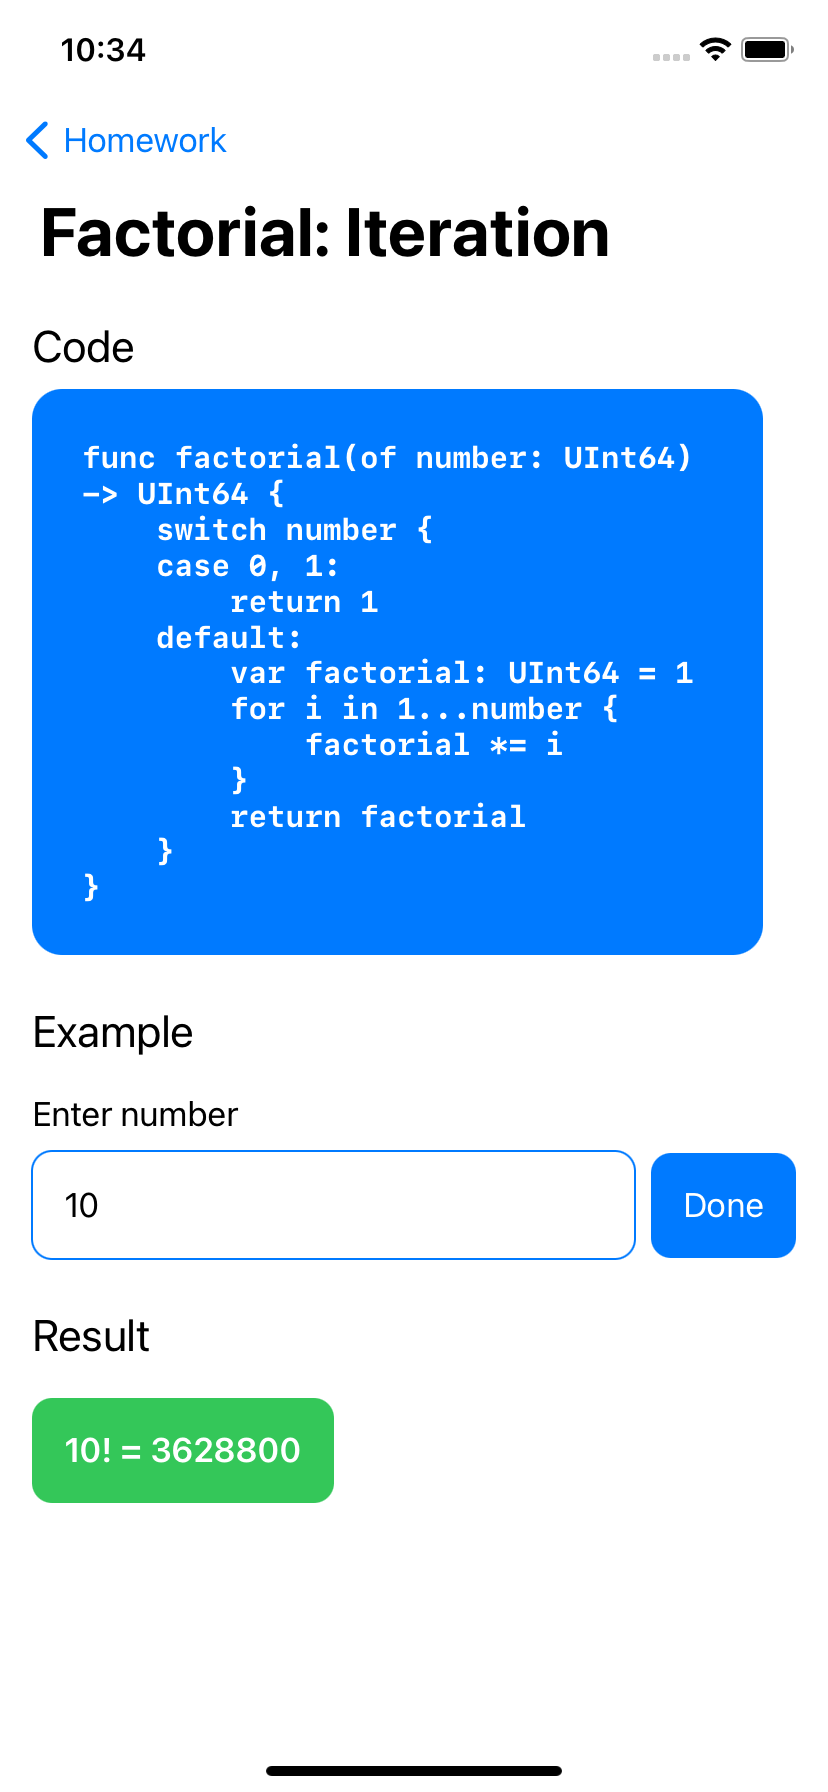 10:34
Homework
Factorial: Iteration
Code
func factorial(of number: UInt64)
-> UInt64 {
    switch number {
    case 0, 1:
        return 1
    default:
        var factorial: UInt64 = 1
        for i in 1...number {
            factorial *= i
        }
        return factorial
    }
}
Example
Enter number
10
Done
Result
10! = 3628800